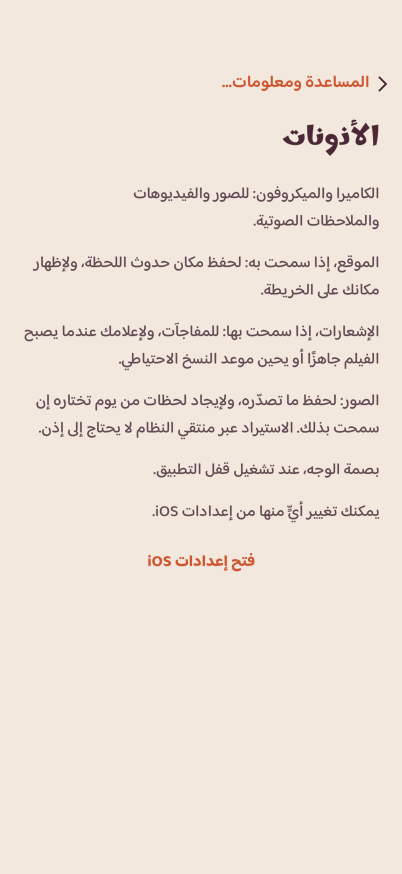 المساعدة ومعلومات...
الأذونات
الكاميرا والميكروفون: للصور والفيديوهات
والملاحظات الصوتية.
الموقع، إذا سمحت به: لحفظ مكان حدوث اللحظة، ولإظهار
مكانك على الخريطة.
الإشعارات، إذا سمحت بها: للمفاجآت، ولإعلامك عندما يصبح
الفيلم جاهزًا أو يحين موعد النسخ الاحتياطي.
الصور: لحفظ ما تصدّره، ولإيجاد لحظات من يوم تختاره إن
سمحت بذلك. الاستيراد عبر منتقي النظام لا يحتاج إلى إذن.
بصمة الوجه، عند تشغيل قفل التطبيق.
يمكنك تغيير أيٍّ منها من إعدادات iOS.
فتح إعدادات iOS